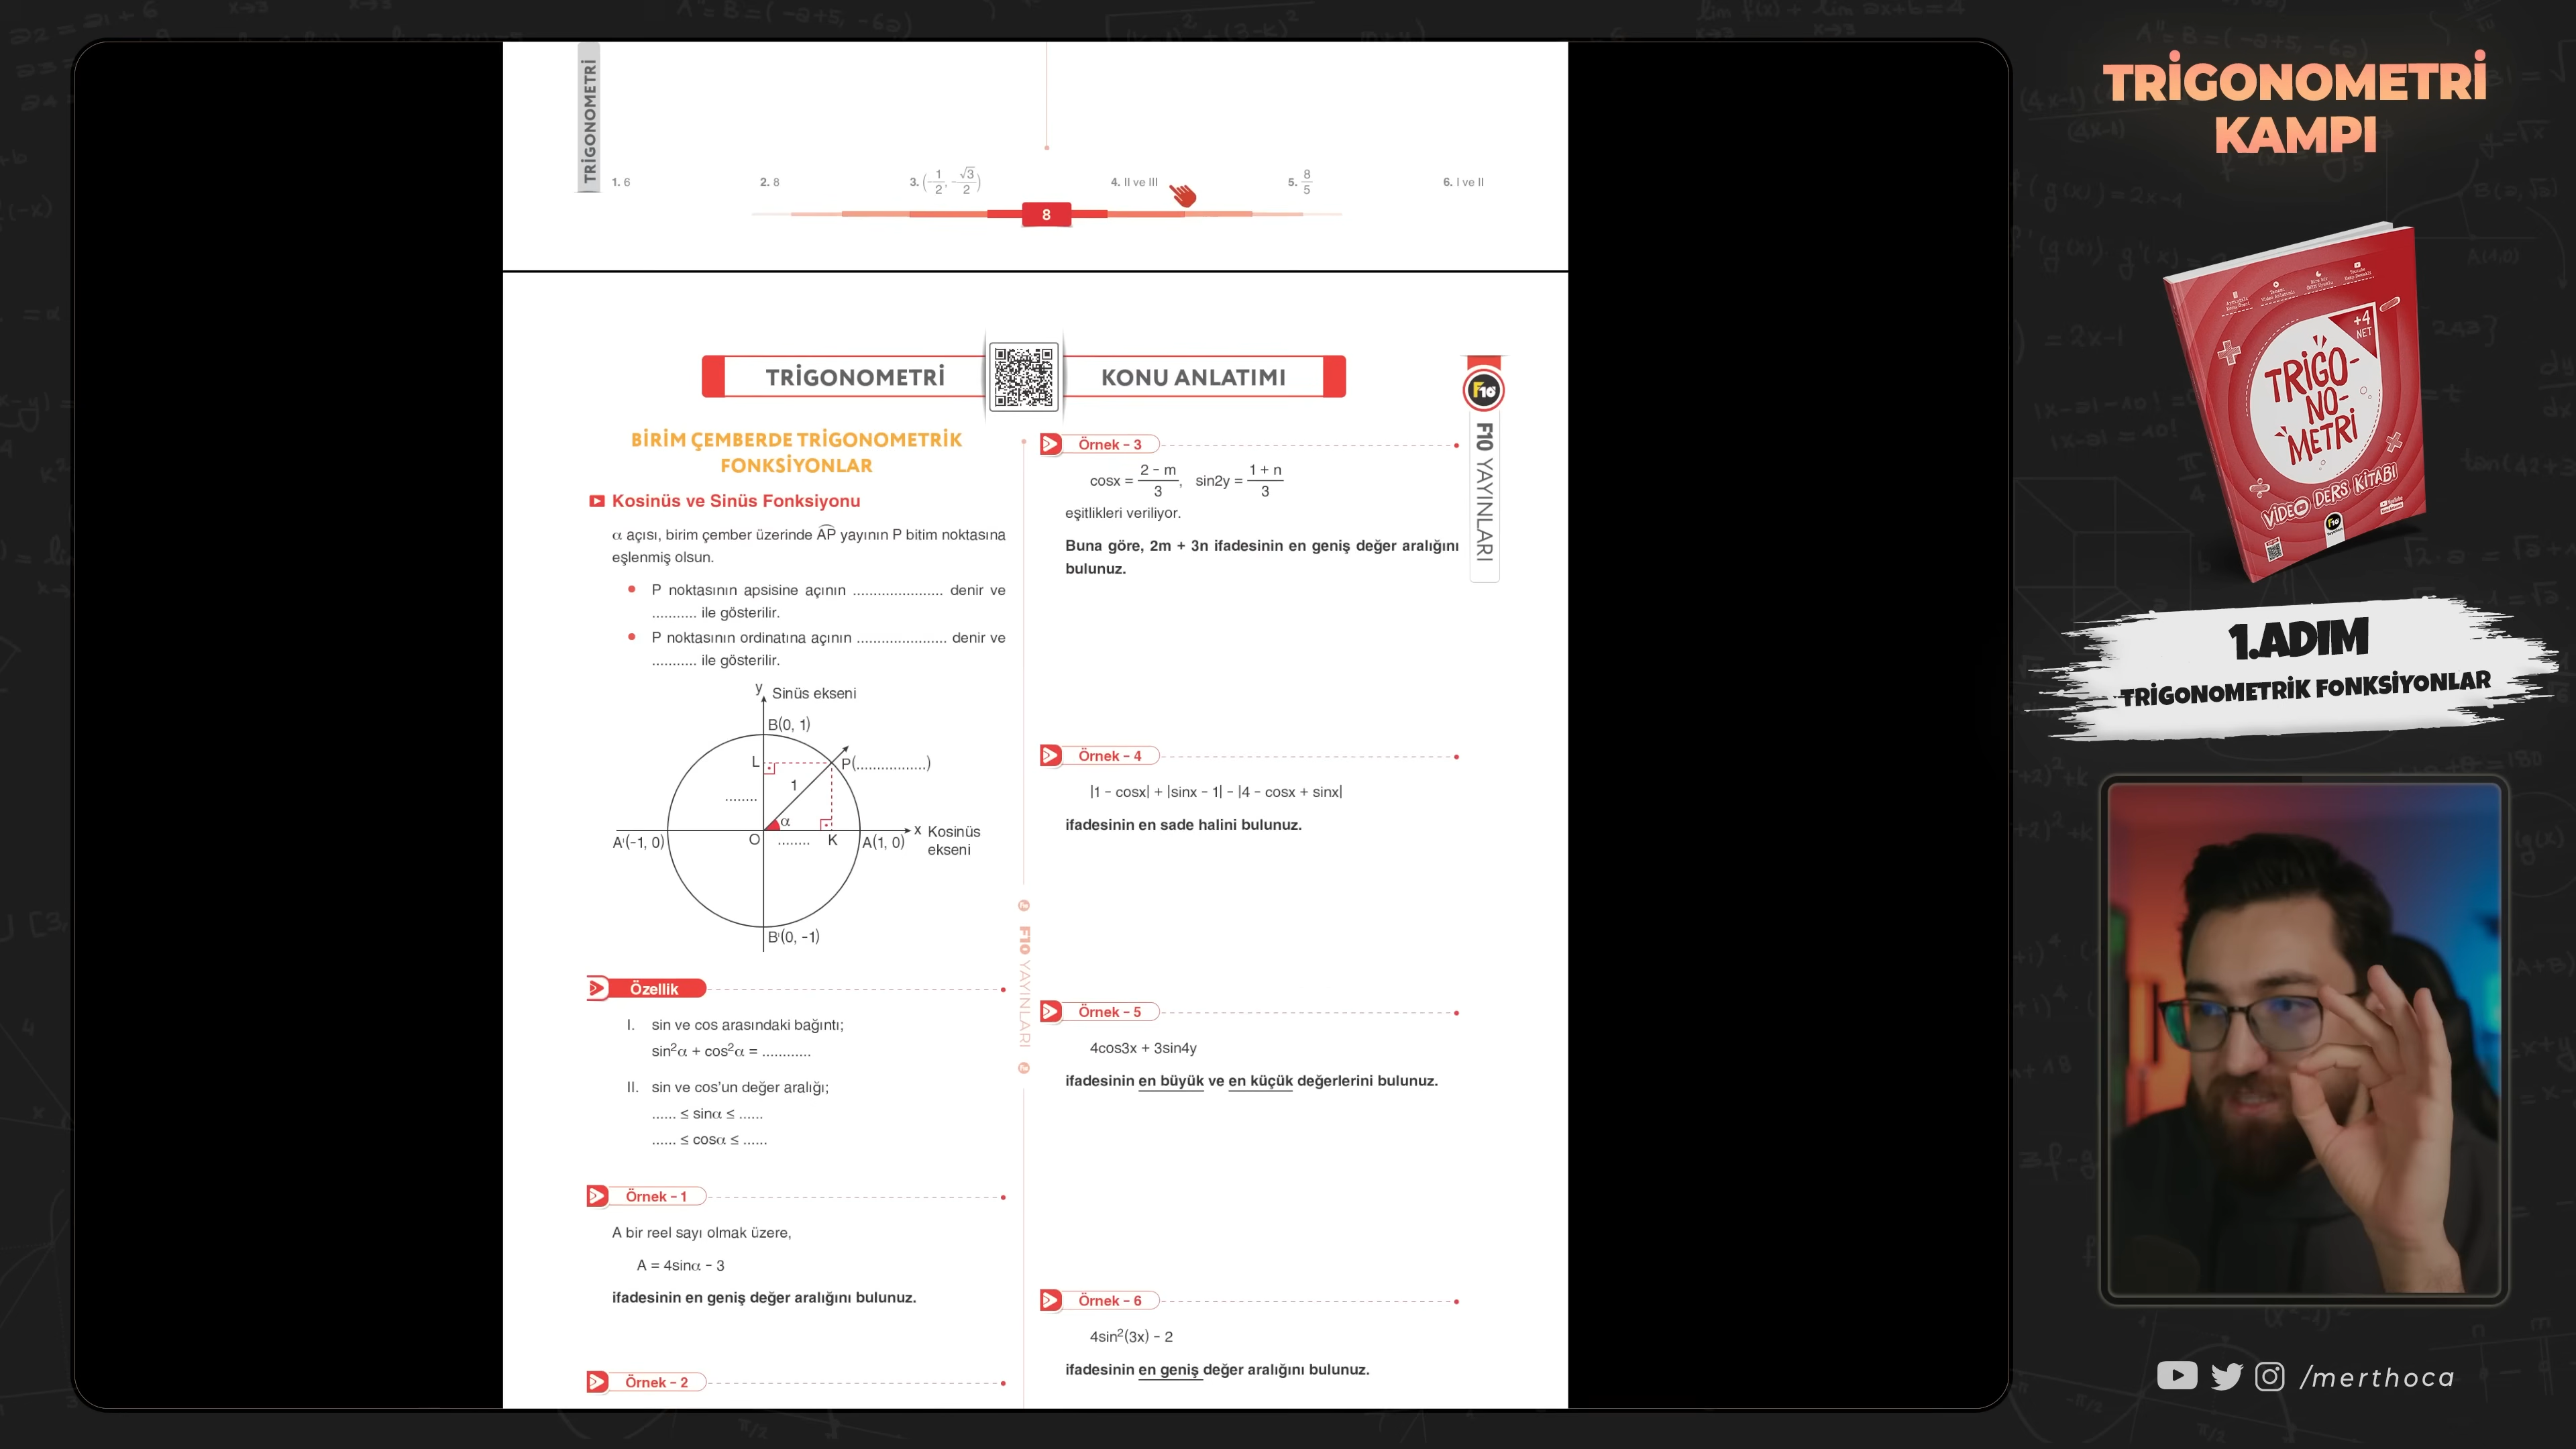 TRİGONOMETRİ
1. 6
2. 8
3. (-1/2, -√3/2)
4. II ve III
5. 8/5
6. I ve II
8
TRİGONOMETRİ
KONU ANLATIMI
F10
F10 YAYINLARI
BİRİM ÇEMBERDE TRİGONOMETRİK
FONKSİYONLAR
Kosinüs ve Sinüs Fonksiyonu
α açısı, birim çember üzerinde AP yayının P bitim noktasına
eşlenmiş olsun.
P noktasının apsisine açının ...................... denir ve
........... ile gösterilir.
P noktasının ordinatına açının ...................... denir ve
........... ile gösterilir.
y
Sinüs ekseni
B(0, 1)
L
P(.................)
1
........
α
x
Kosinüs
ekseni
A'(-1, 0)
O
........
K
A(1, 0)
B'(0, -1)
Özellik
I. sin ve cos arasındaki bağıntı;
sin²α + cos²α = ............
II. sin ve cos'un değer aralığı;
...... ≤ sinα ≤ ......
...... ≤ cosα ≤ ......
Örnek - 1
A bir reel sayı olmak üzere,
A = 4sinα - 3
ifadesinin en geniş değer aralığını bulunuz.
Örnek - 2
F10 YAYINLARI
Örnek - 3
cosx = (2 - m)/3, sin2y = (1 + n)/3
eşitlikleri veriliyor.
Buna göre, 2m + 3n ifadesinin en geniş değer aralığını
bulunuz.
Örnek - 4
|1 - cosx| + |sinx - 1| - |4 - cosx + sinx|
ifadesinin en sade halini bulunuz.
Örnek - 5
4cos3x + 3sin4y
ifadesinin en büyük ve en küçük değerlerini bulunuz.
Örnek - 6
4sin²(3x) - 2
ifadesinin en geniş değer aralığını bulunuz.
TRİGONOMETRİ
KAMPI
+4
NET
TRİGO-
NO-
METRİ
VİDEO DERS KİTABI
F10
1.ADIM
TRİGONOMETRİK FONKSİYONLAR
/merthoca